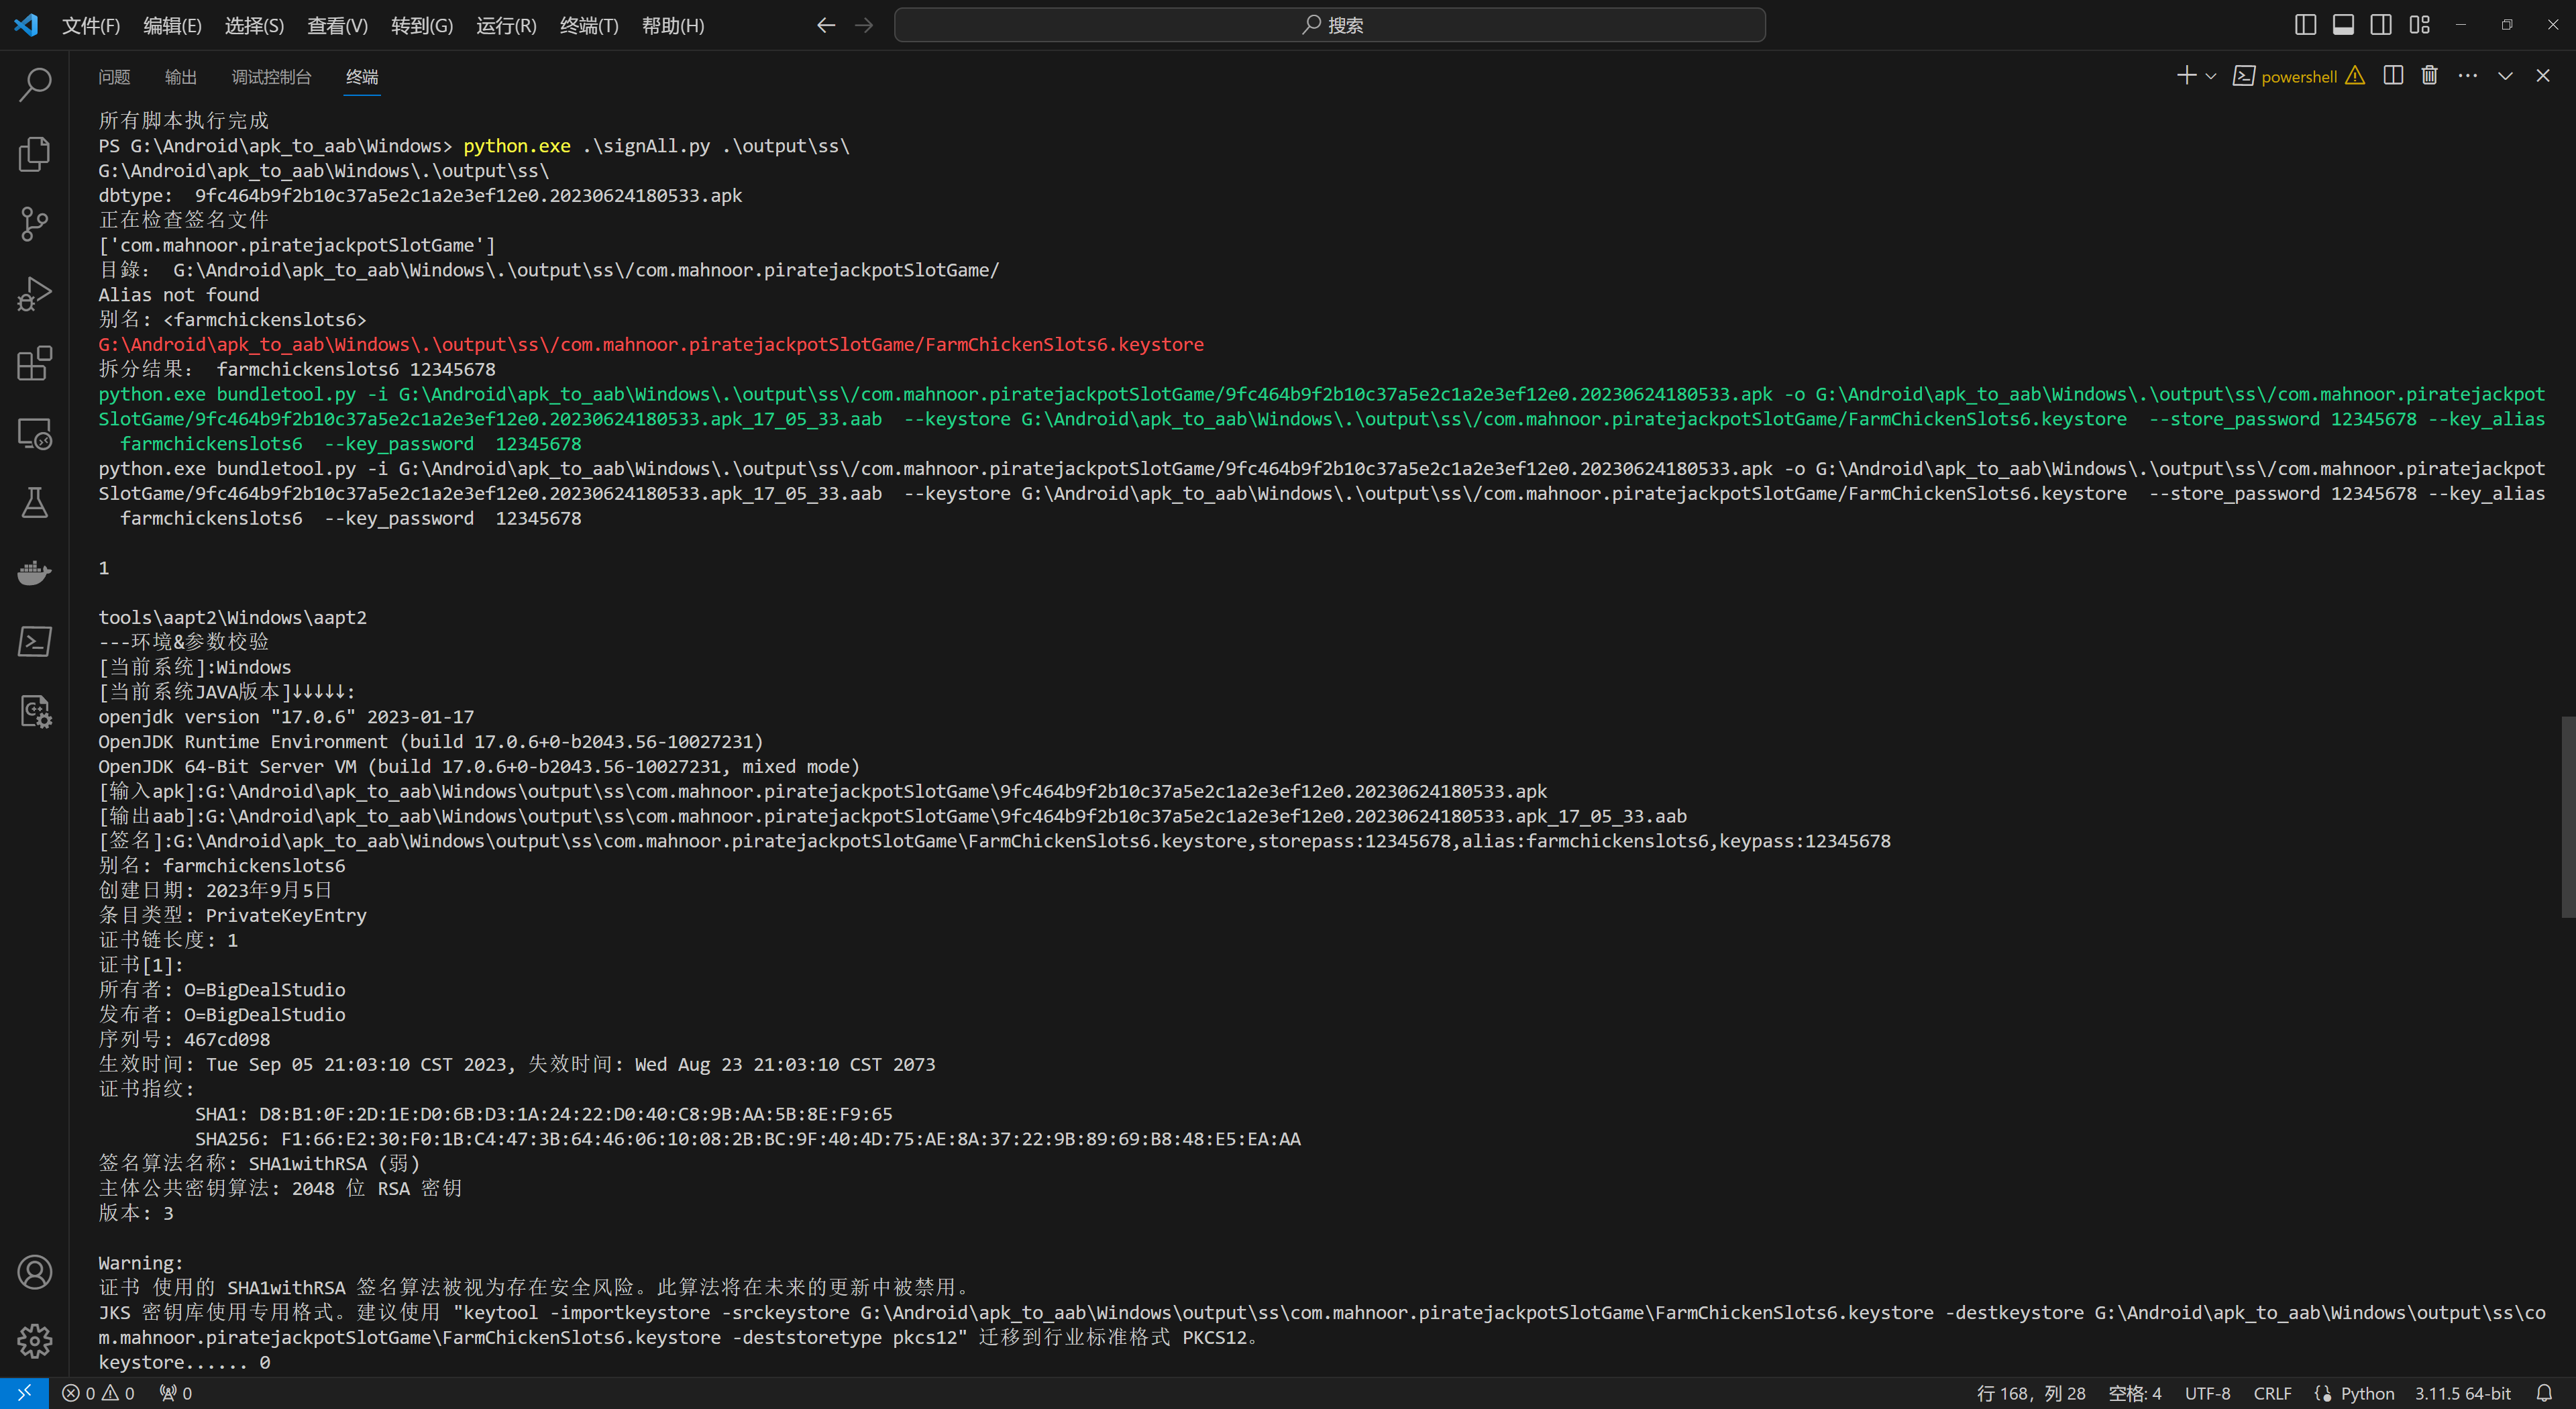 文件(F) 编辑(E) 选择(S) 查看(V) 转到(G) 运行(R) 终端(T) 帮助(H) 搜索
问题 输出 调试控制台 终端 powershell
所有脚本执行完成
PS G:\Android\apk_to_aab\Windows> python.exe .\signAll.py .\output\ss\
G:\Android\apk_to_aab\Windows\.\output\ss\
dbtype:  9fc464b9f2b10c37a5e2c1a2e3ef12e0.20230624180533.apk
正在检查签名文件
['com.mahnoor.piratejackpotSlotGame']
目錄： G:\Android\apk_to_aab\Windows\.\output\ss\/com.mahnoor.piratejackpotSlotGame/
Alias not found
别名: <farmchickenslots6>
G:\Android\apk_to_aab\Windows\.\output\ss\/com.mahnoor.piratejackpotSlotGame/FarmChickenSlots6.keystore
拆分结果： farmchickenslots6 12345678
python.exe bundletool.py -i G:\Android\apk_to_aab\Windows\.\output\ss\/com.mahnoor.piratejackpotSlotGame/9fc464b9f2b10c37a5e2c1a2e3ef12e0.20230624180533.apk -o G:\Android\apk_to_aab\Windows\.\output\ss\/com.mahnoor.piratejackpot
SlotGame/9fc464b9f2b10c37a5e2c1a2e3ef12e0.20230624180533.apk_17_05_33.aab  --keystore G:\Android\apk_to_aab\Windows\.\output\ss\/com.mahnoor.piratejackpotSlotGame/FarmChickenSlots6.keystore  --store_password 12345678 --key_alias
  farmchickenslots6  --key_password  12345678
python.exe bundletool.py -i G:\Android\apk_to_aab\Windows\.\output\ss\/com.mahnoor.piratejackpotSlotGame/9fc464b9f2b10c37a5e2c1a2e3ef12e0.20230624180533.apk -o G:\Android\apk_to_aab\Windows\.\output\ss\/com.mahnoor.piratejackpot
SlotGame/9fc464b9f2b10c37a5e2c1a2e3ef12e0.20230624180533.apk_17_05_33.aab  --keystore G:\Android\apk_to_aab\Windows\.\output\ss\/com.mahnoor.piratejackpotSlotGame/FarmChickenSlots6.keystore  --store_password 12345678 --key_alias
  farmchickenslots6  --key_password  12345678
1
tools\aapt2\Windows\aapt2
---环境&参数校验
[当前系统]:Windows
[当前系统JAVA版本]↓↓↓↓↓:
openjdk version "17.0.6" 2023-01-17
OpenJDK Runtime Environment (build 17.0.6+0-b2043.56-10027231)
OpenJDK 64-Bit Server VM (build 17.0.6+0-b2043.56-10027231, mixed mode)
[输入apk]:G:\Android\apk_to_aab\Windows\output\ss\com.mahnoor.piratejackpotSlotGame\9fc464b9f2b10c37a5e2c1a2e3ef12e0.20230624180533.apk
[输出aab]:G:\Android\apk_to_aab\Windows\output\ss\com.mahnoor.piratejackpotSlotGame\9fc464b9f2b10c37a5e2c1a2e3ef12e0.20230624180533.apk_17_05_33.aab
[签名]:G:\Android\apk_to_aab\Windows\output\ss\com.mahnoor.piratejackpotSlotGame\FarmChickenSlots6.keystore,storepass:12345678,alias:farmchickenslots6,keypass:12345678
别名: farmchickenslots6
创建日期: 2023年9月5日
条目类型: PrivateKeyEntry
证书链长度: 1
证书[1]:
所有者: O=BigDealStudio
发布者: O=BigDealStudio
序列号: 467cd098
生效时间: Tue Sep 05 21:03:10 CST 2023, 失效时间: Wed Aug 23 21:03:10 CST 2073
证书指纹:
         SHA1: D8:B1:0F:2D:1E:D0:6B:D3:1A:24:22:D0:40:C8:9B:AA:5B:8E:F9:65
         SHA256: F1:66:E2:30:F0:1B:C4:47:3B:64:46:06:10:08:2B:BC:9F:40:4D:75:AE:8A:37:22:9B:89:69:B8:48:E5:EA:AA
签名算法名称: SHA1withRSA (弱)
主体公共密钥算法: 2048 位 RSA 密钥
版本: 3
Warning:
证书 使用的 SHA1withRSA 签名算法被视为存在安全风险。此算法将在未来的更新中被禁用。
JKS 密钥库使用专用格式。建议使用 "keytool -importkeystore -srckeystore G:\Android\apk_to_aab\Windows\output\ss\com.mahnoor.piratejackpotSlotGame\FarmChickenSlots6.keystore -destkeystore G:\Android\apk_to_aab\Windows\output\ss\co
m.mahnoor.piratejackpotSlotGame\FarmChickenSlots6.keystore -deststoretype pkcs12" 迁移到行业标准格式 PKCS12。
keystore...... 0
0 0 0 行 168，列 28 空格: 4 UTF-8 CRLF Python 3.11.5 64-bit